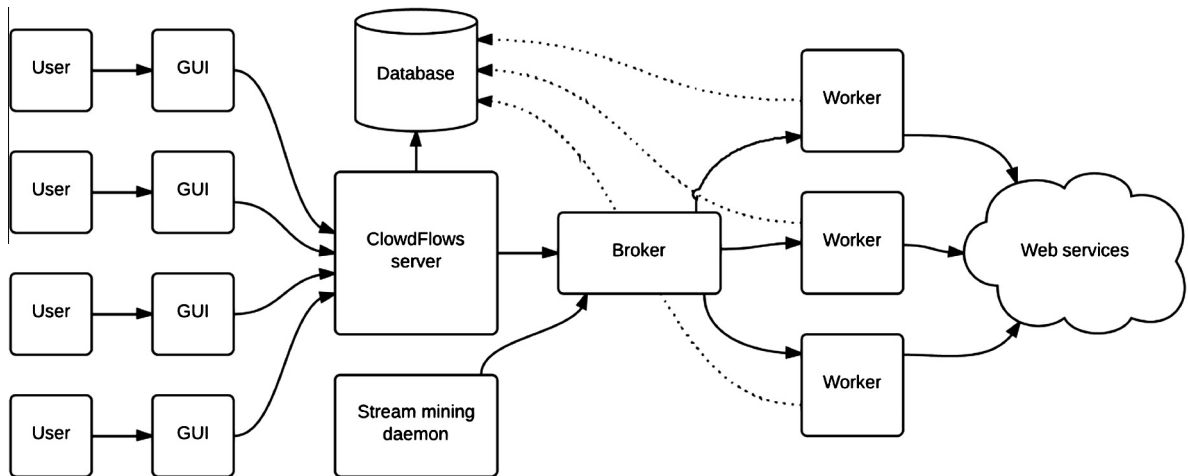 User
GUI
User
GUI
User
GUI
User
GUI
Database
ClowdFlows
server
Stream mining
daemon
Broker
Worker
Worker
Worker
Web services